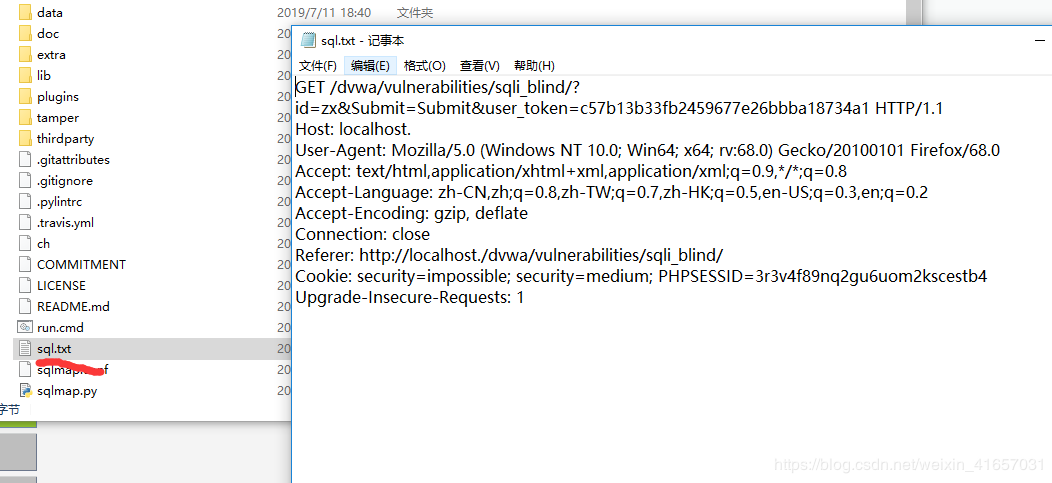 data
2019/7/11 18:40
文件夹
doc
20
extra
20
lib
20
plugins
20
tamper
20
thirdparty
20
.gitattributes
20
.gitignore
20
.pylintrc
20
.travis.yml
20
ch
20
COMMITMENT
20
LICENSE
20
README.md
20
run.cmd
20
sql.txt
20
20
sqlmap.py
20
字节
sql.txt - 记事本
文件(F) 编辑(E) 格式(O) 查看(V) 帮助(H)
GET /dvwa/vulnerabilities/sqli_blind/?
id=zx&Submit=Submit&user_token=c57b13b33fb2459677e26bbba18734a1 HTTP/1.1
Host: localhost.
User-Agent: Mozilla/5.0 (Windows NT 10.0; Win64; x64; rv:68.0) Gecko/20100101 Firefox/68.0
Accept: text/html,application/xhtml+xml,application/xml;q=0.9,*/*;q=0.8
Accept-Language: zh-CN,zh;q=0.8,zh-TW;q=0.7,zh-HK;q=0.5,en-US;q=0.3,en;q=0.2
Accept-Encoding: gzip, deflate
Connection: close
Referer: http://localhost./dvwa/vulnerabilities/sqli_blind/
Cookie: security=impossible; security=medium; PHPSESSID=3r3v4f89nq2gu6uom2kscestb4
Upgrade-Insecure-Requests: 1
https://blog.csdn.net/weixin_41657031